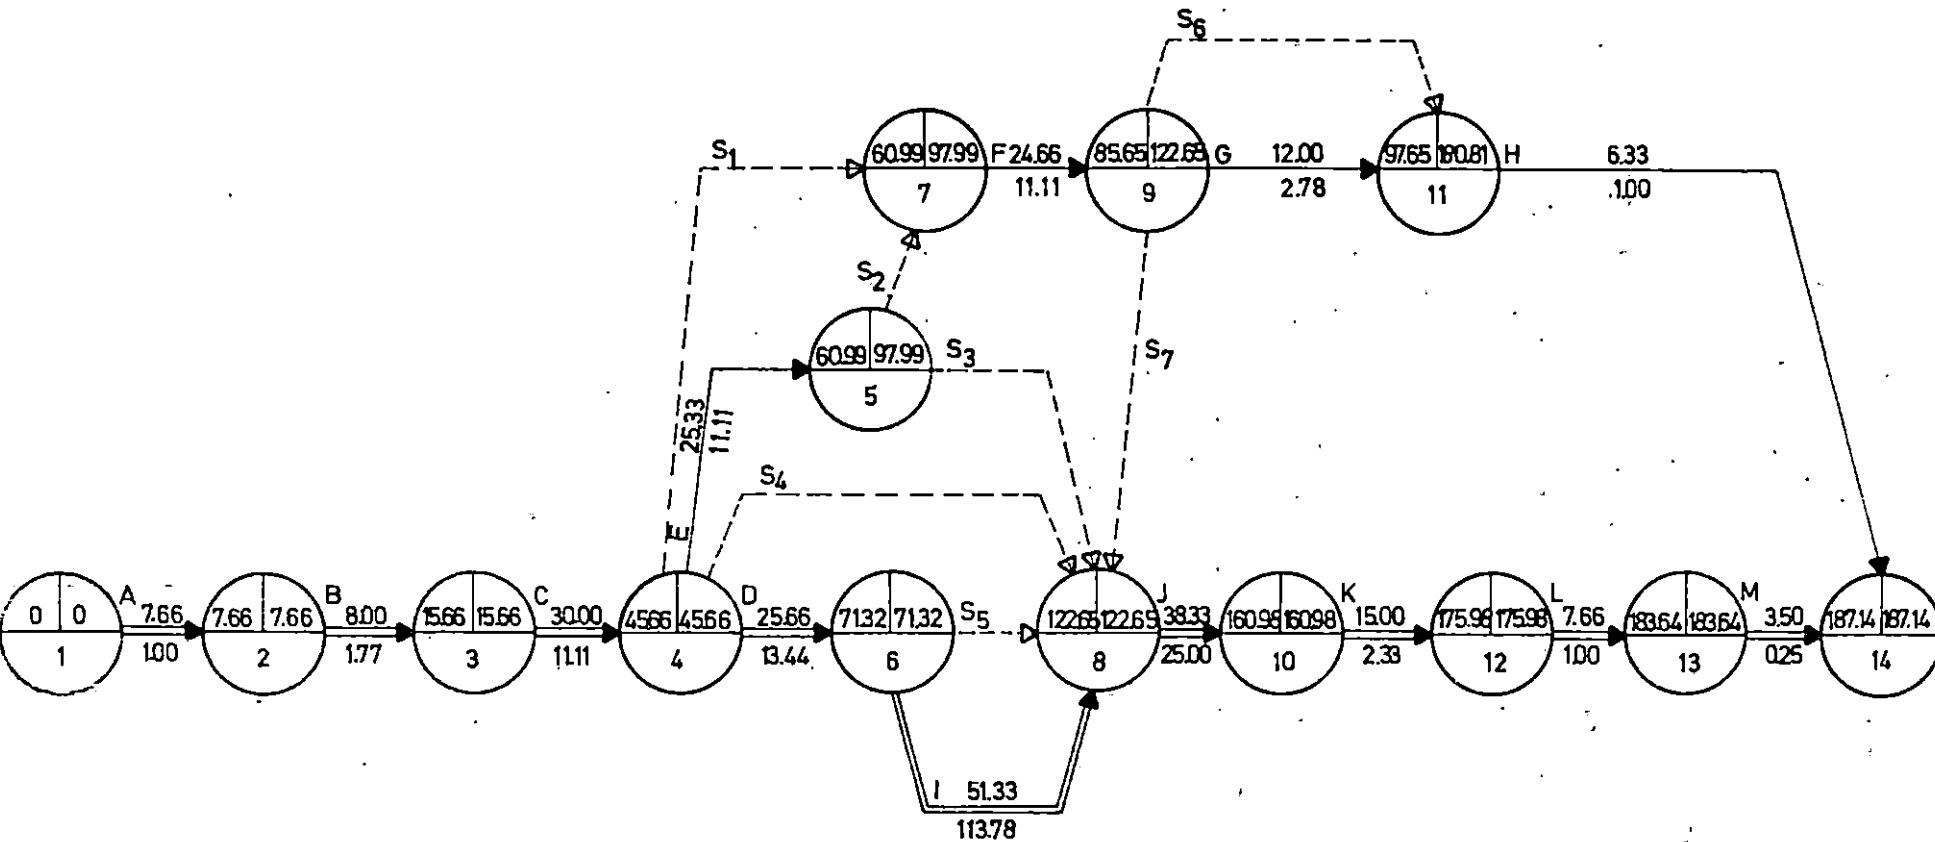 S6
S1
60.99 97.99
7
F 24.66
11.11
85.65 122.65
9
G 12.00
2.78
97.65 180.81
11
H 6.33
1.00
S2
S7
60.99 97.99
5
S3
E 25.33
11.11
S4
0 0
1
A 7.66
1.00
7.66 7.66
2
B 8.00
1.77
15.66 15.66
3
C 30.00
11.11
45.66 45.66
4
D 25.66
13.44
71.32 71.32
6
S5
122.65 122.65
8
J 38.33
25.00
160.98 160.98
10
K 15.00
2.33
175.98 175.98
12
L 7.66
1.00
183.64 183.64
13
M 3.50
0.25
187.14 187.14
14
I 51.33
113.78